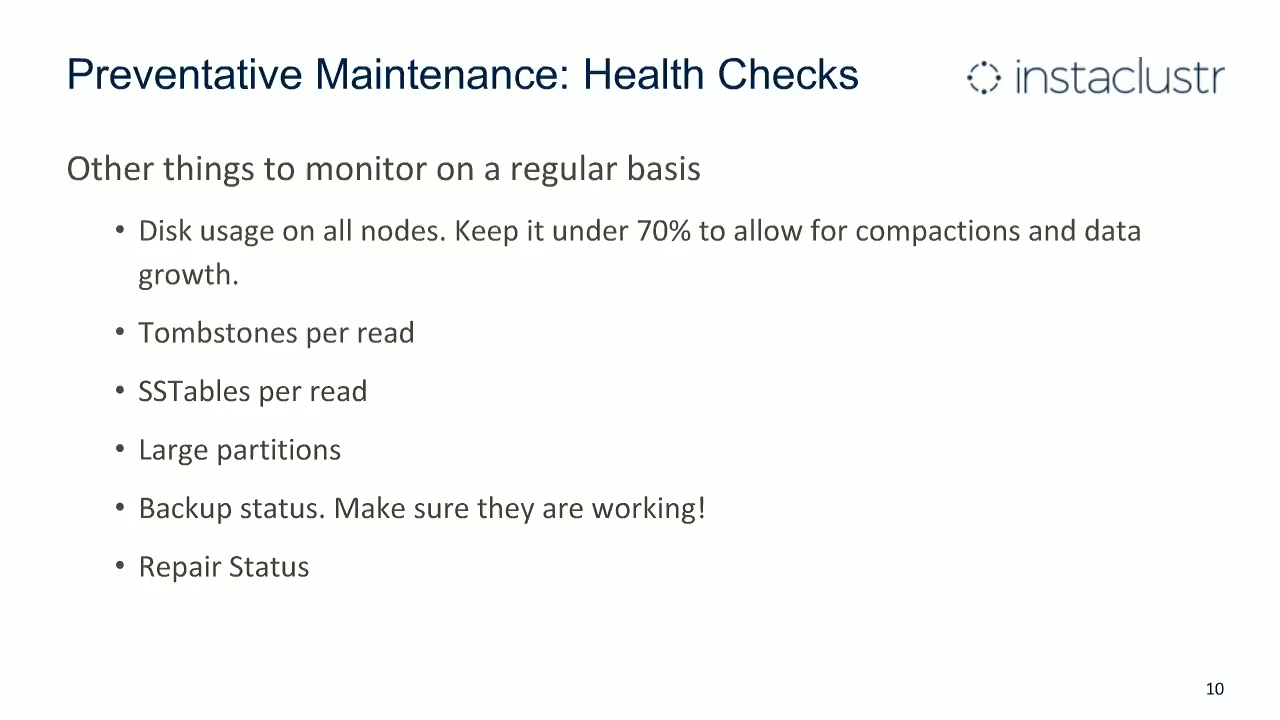 Preventative Maintenance: Health Checks
instaclustr
Other things to monitor on a regular basis
• Disk usage on all nodes. Keep it under 70% to allow for compactions and data
growth.
• Tombstones per read
• SSTables per read
• Large partitions
• Backup status. Make sure they are working!
• Repair Status
10